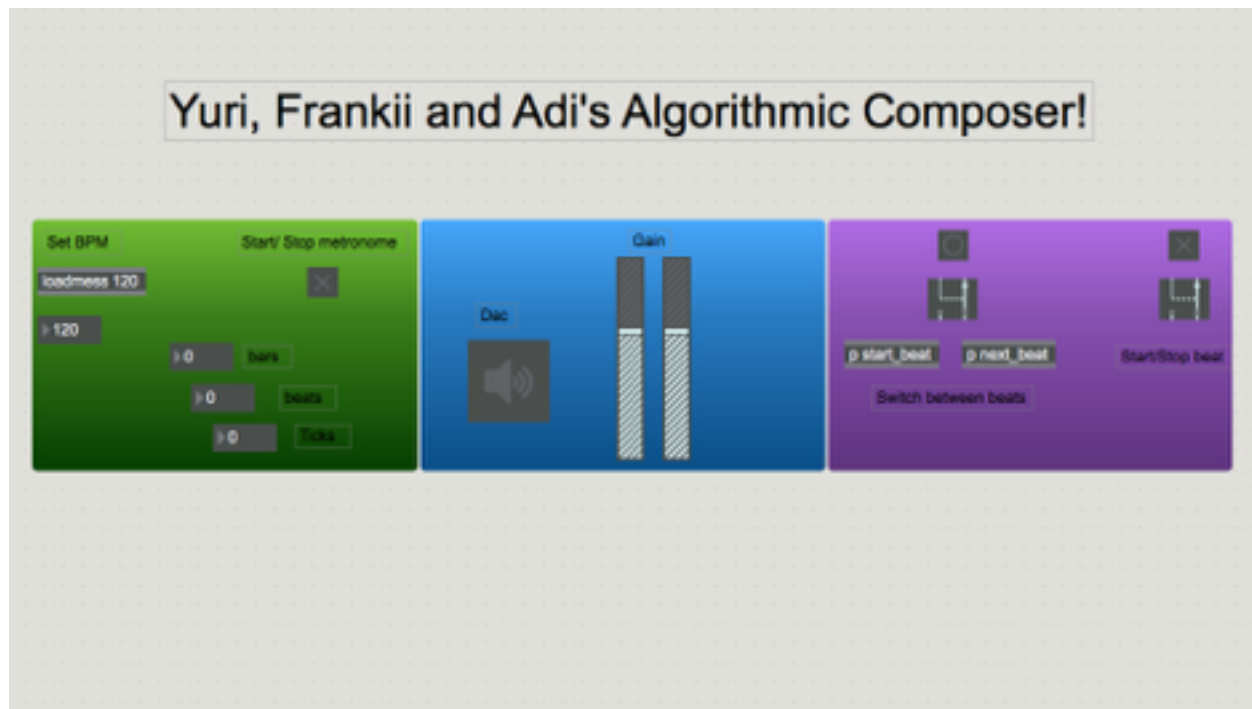 Yuri, Frankii and Adi's Algorithmic Composer!
Set BPM
Start/ Stop metronome
loadmess 120
120
0 bars
0 beats
0 Ticks
Gain
Dac
p start_beat
p next_beat
Switch between beats
Start/Stop beat